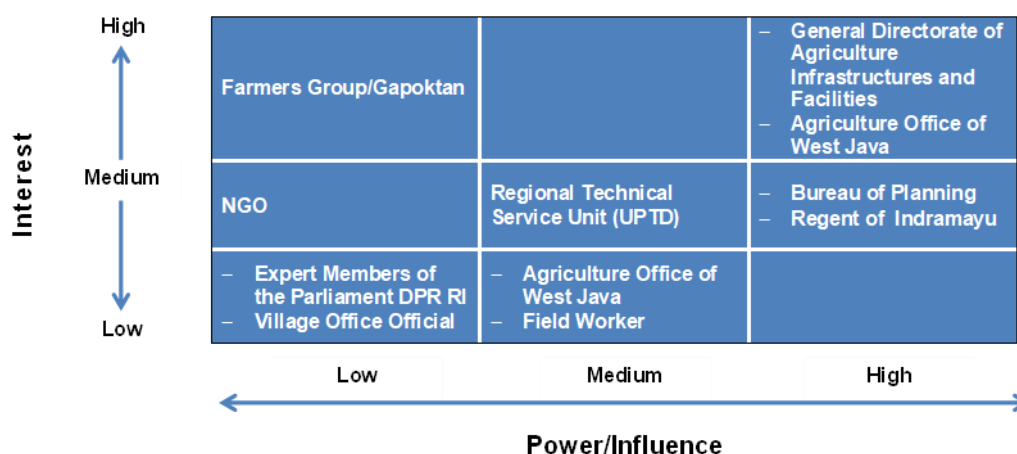 High
Medium
Low
Interest
Farmers Group/Gapoktan
– General Directorate of
Agriculture
Infrastructures and
Facilities
– Agriculture Office of
West Java
NGO
Regional Technical
Service Unit (UPTD)
– Bureau of Planning
– Regent of Indramayu
– Expert Members of
the Parliament DPR RI
– Village Office Official
– Agriculture Office of
West Java
– Field Worker
Low
Medium
High
Power/Influence